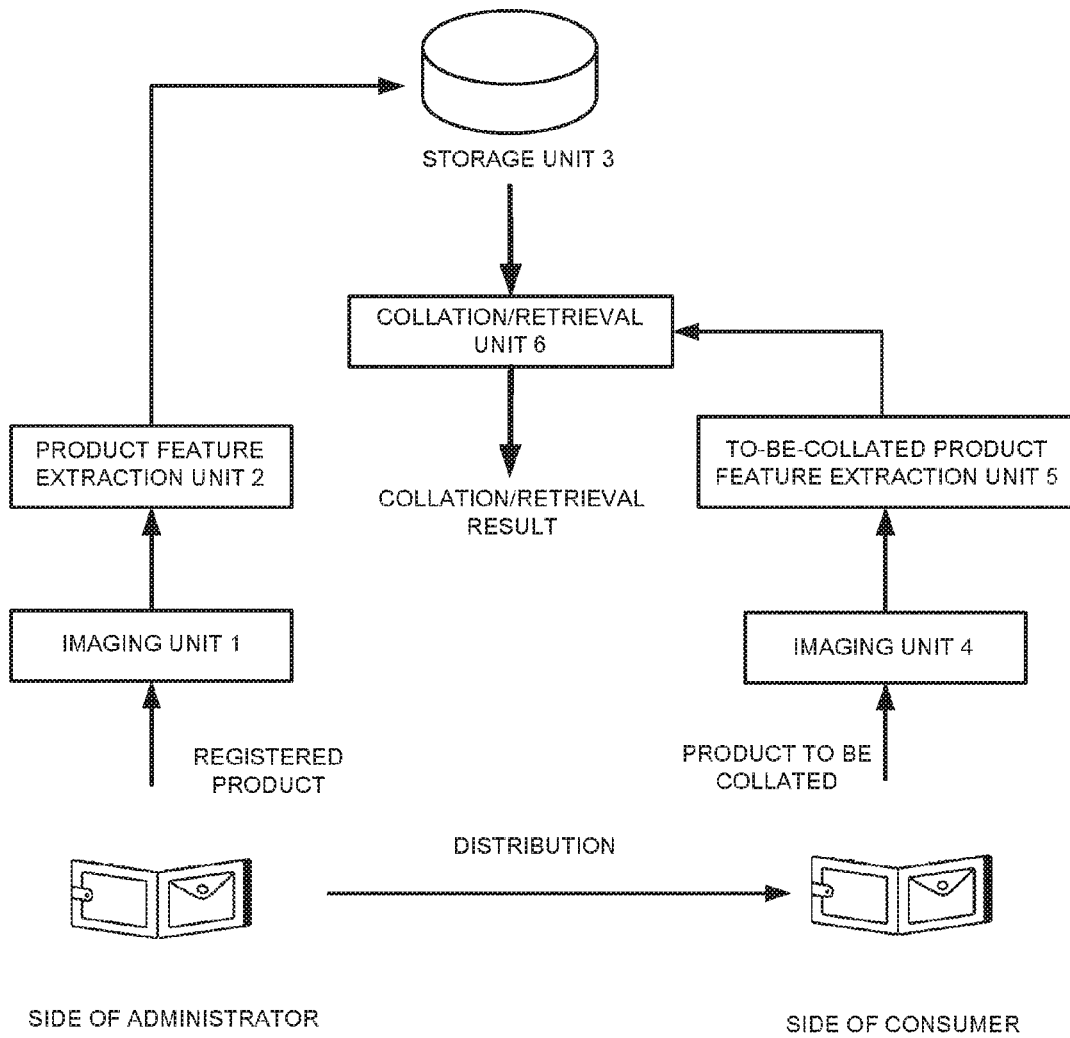 STORAGE UNIT 3
COLLATION/RETRIEVAL
UNIT 6
PRODUCT FEATURE
EXTRACTION UNIT 2
TO-BE-COLLATED PRODUCT
FEATURE EXTRACTION UNIT 5
COLLATION/RETRIEVAL
RESULT
IMAGING UNIT 1
IMAGING UNIT 4
REGISTERED
PRODUCT
PRODUCT TO BE
COLLATED
DISTRIBUTION
SIDE OF ADMINISTRATOR
SIDE OF CONSUMER